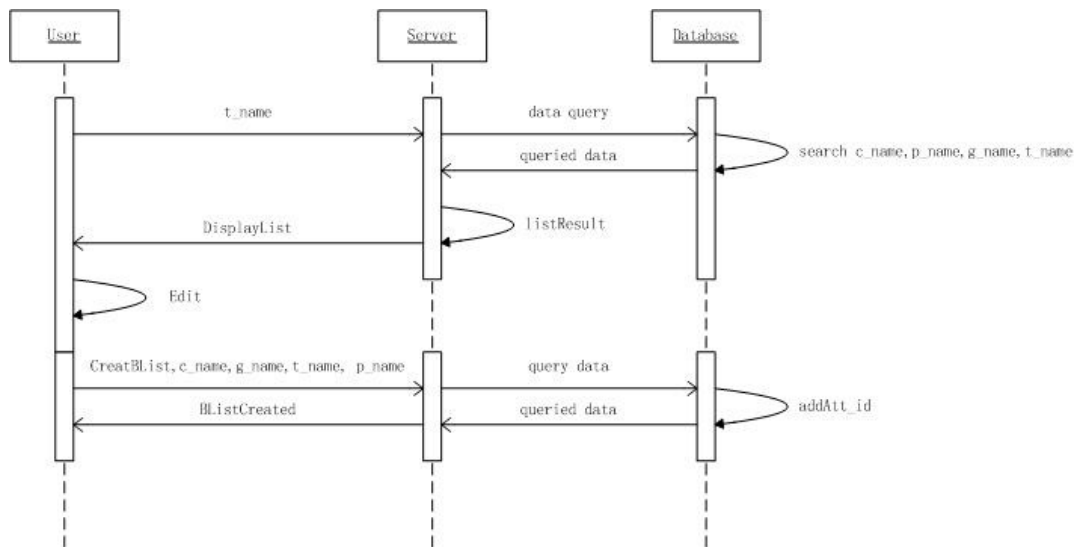 User
Server
Database
t_name
data query
queried data
search c_name,p_name,g_name,t_name
listResult
DisplayList
Edit
CreatBList,c_name,g_name,t_name, p_name
query data
BListCreated
queried data
addAtt_id